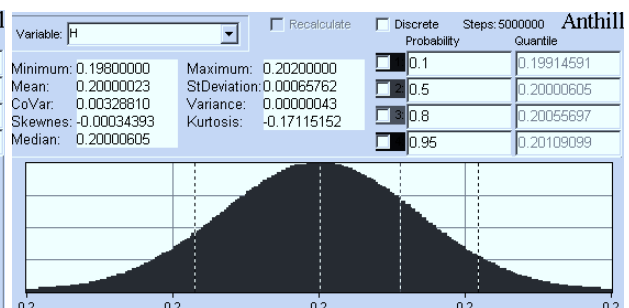 Recalculate Discrete Steps: 5000000 Anthill
Variable: H Probability Quantile
Minimum: 0.19800000 Maximum: 0.20200000 1 0.1 0.19914591
Mean: 0.20000023 StDeviation: 0.00065762
CoVar: 0.00328810 Variance: 0.00000043 2 0.5 0.20000605
Skewnes: -0.00034393 Kurtosis: -0.17115152 3 0.8 0.20055697
Median: 0.20000605 0.95 0.20109099
0.2 0.2 0.2 0.2 0.2